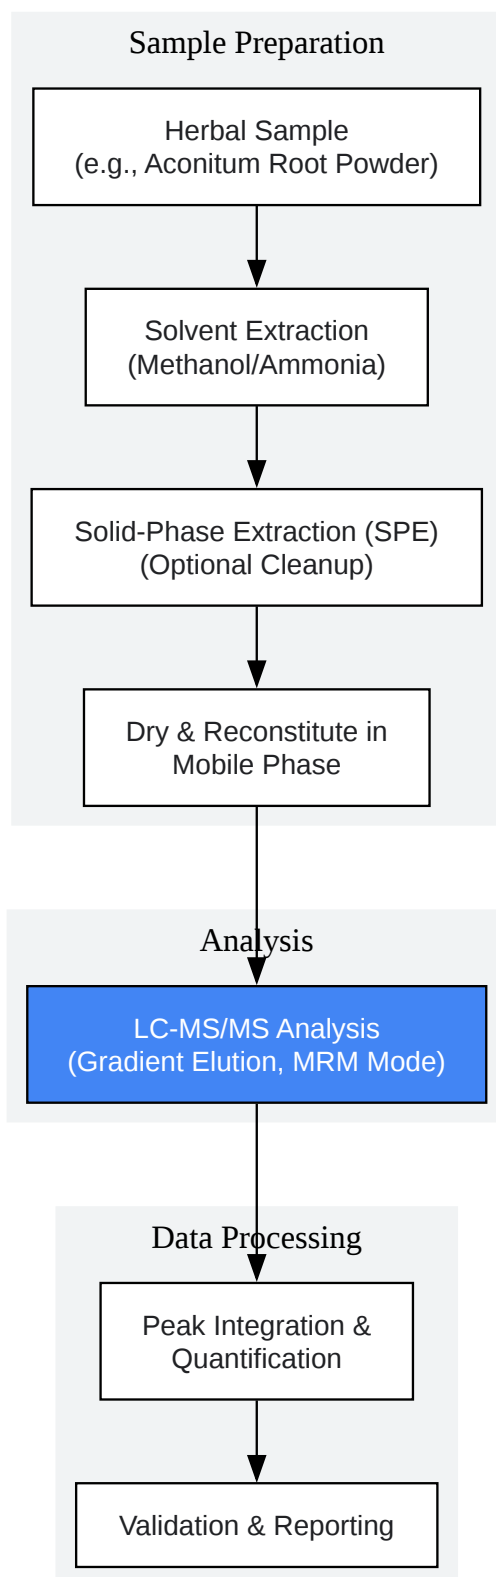 Sample Preparation
Herbal Sample
(e.g., Aconitum Root Powder)
Solvent Extraction
(Methanol/Ammonia)
Solid-Phase Extraction (SPE)
(Optional Cleanup)
Dry & Reconstitute in
Mobile Phase
Analysis
LC-MS/MS Analysis
(Gradient Elution, MRM Mode)
Data Processing
Peak Integration &
Quantification
Validation & Reporting